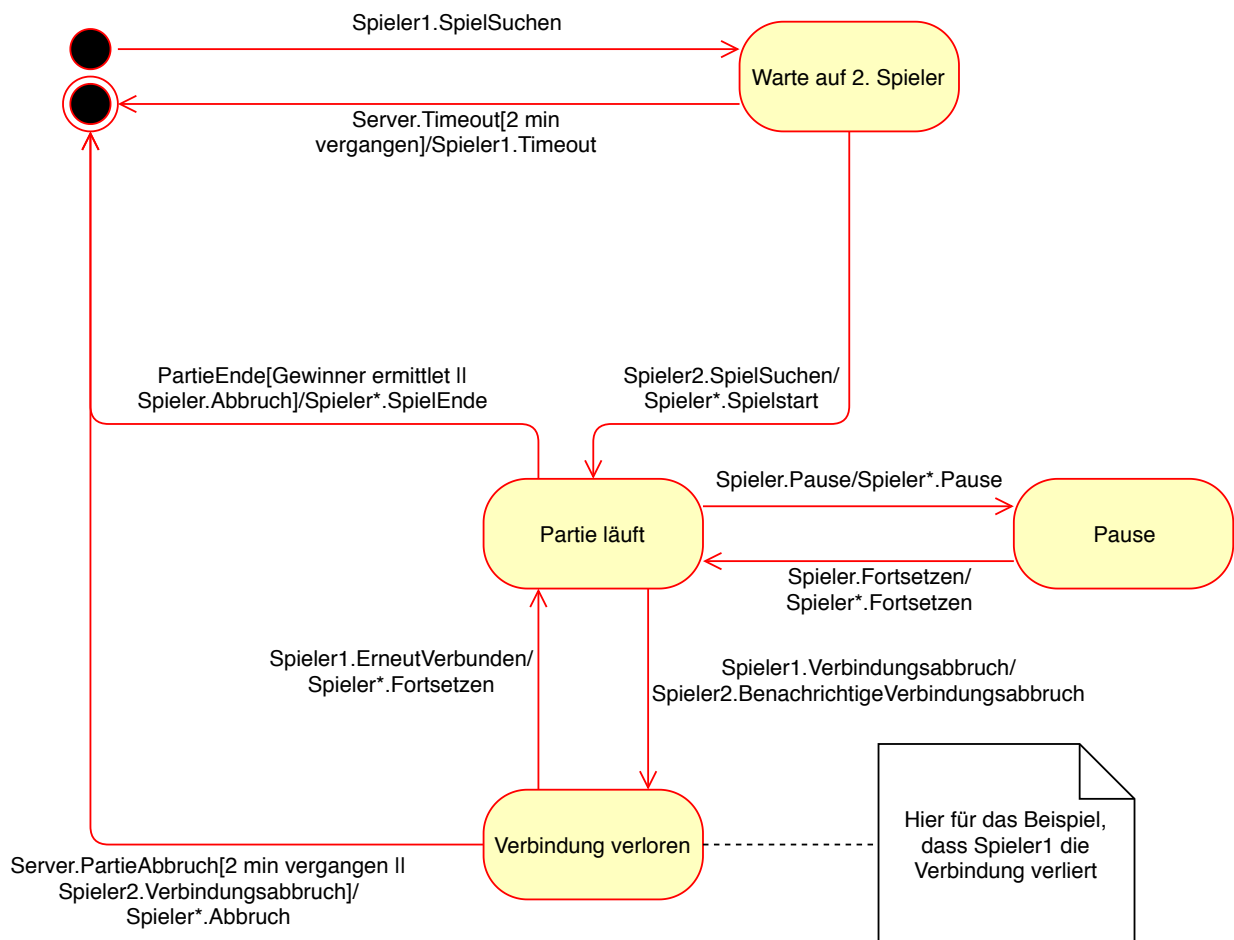 Spieler1.SpielSuchen
Warte auf 2. Spieler
Server.Timeout[2 min
vergangen]/Spieler1.Timeout
PartieEnde[Gewinner ermittlet ||
Spieler.Abbruch]/Spieler*.SpielEnde
Spieler2.SpielSuchen/
Spieler*.Spielstart
Spieler.Pause/Spieler*.Pause
Partie läuft
Pause
Spieler.Fortsetzen/
Spieler*.Fortsetzen
Spieler1.ErneutVerbunden/
Spieler*.Fortsetzen
Spieler1.Verbindungsabbruch/
Spieler2.BenachrichtigeVerbindungsabbruch
Verbindung verloren
Hier für das Beispiel,
dass Spieler1 die
Verbindung verliert
Server.PartieAbbruch[2 min vergangen ||
Spieler2.Verbindungsabbruch]/
Spieler*.Abbruch